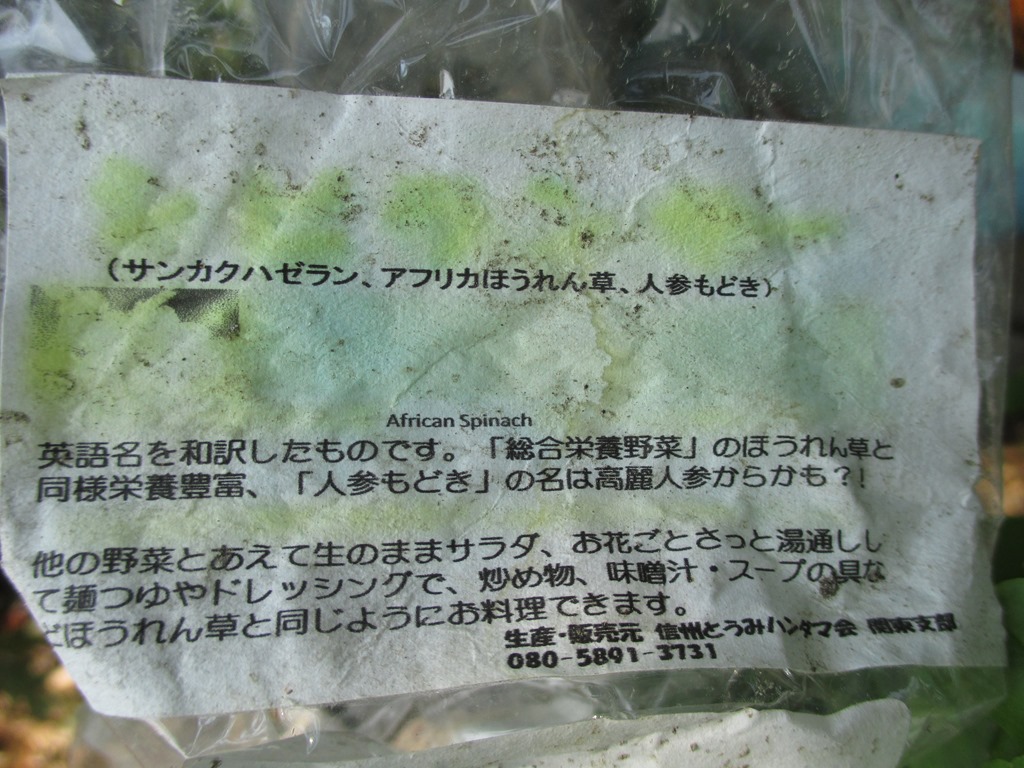 （サンカクハゼラン、アフリカほうれん草、人参もどき）
African Spinach
英語名を和訳したものです。「総合栄養野菜」のほうれん草と
同様栄養豊富、「人参もどき」の名は高麗人参からかも？!
他の野菜とあえて生のままサラダ、お花ごとさっと湯通しし
て麺つゆやドレッシングで、炒め物、味噌汁・スープの具な
どほうれん草と同じようにお料理できます。
生産・販売元 信州とうみハンタマ会 関東支部
080-5891-3731